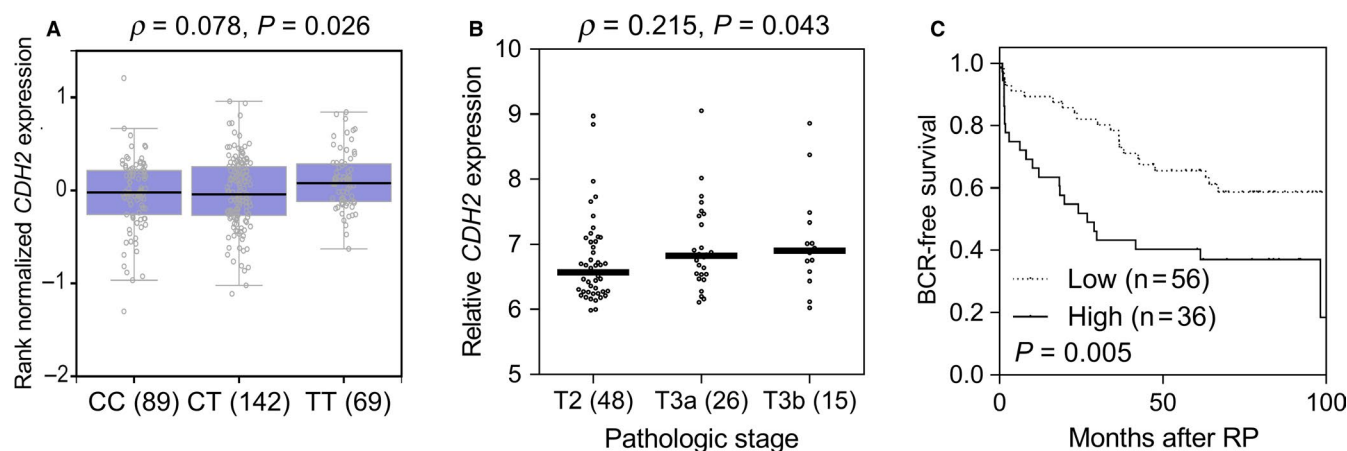 A
ρ = 0.078, P = 0.026
Rank normalized CDH2 expression
1
0
−1
−2
CC (89) CT (142) TT (69)
B
ρ = 0.215, P = 0.043
Relative CDH2 expression
10
9
8
7
6
5
T2 (48) T3a (26) T3b (15)
Pathologic stage
C
BCR-free survival
1.0
0.8
0.6
0.4
0.2
0.0
Low (n = 56)
High (n = 36)
P = 0.005
0 50 100
Months after RP